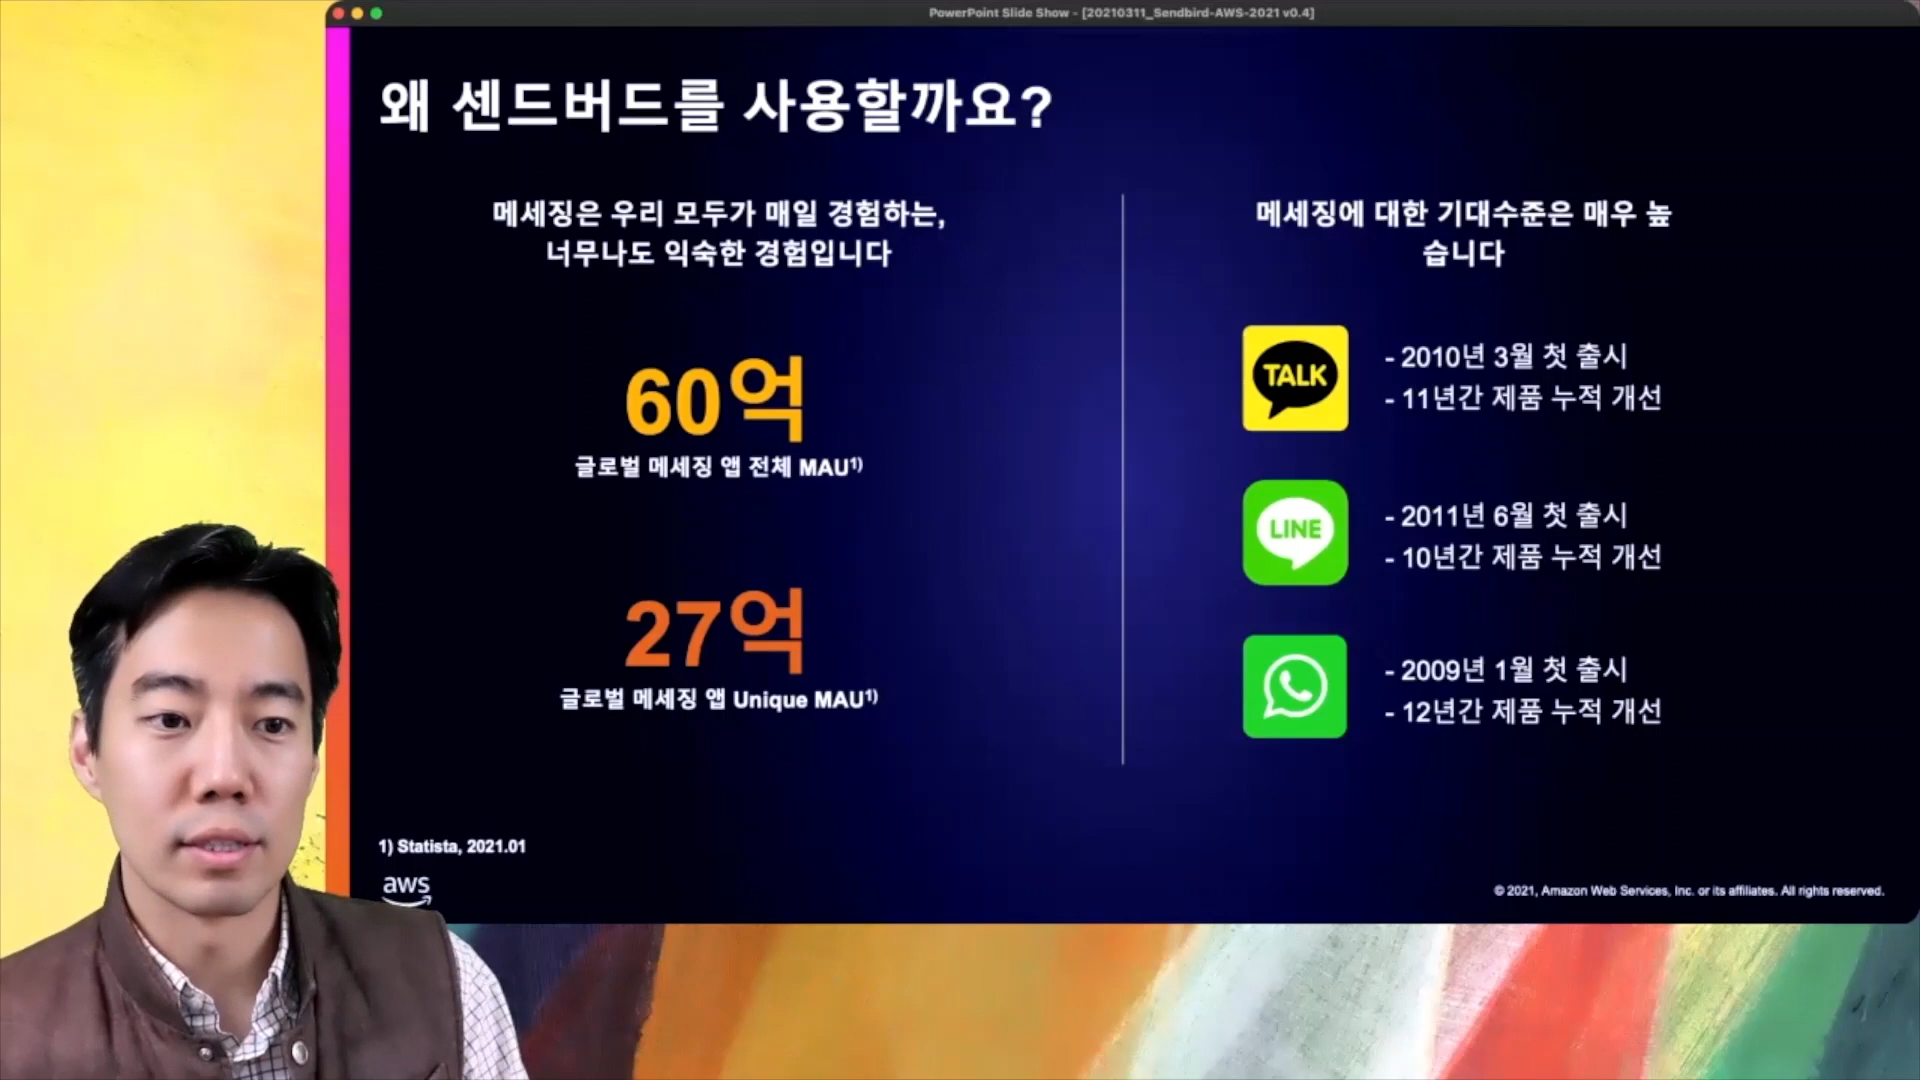 PowerPoint Slide Show - [20210311_Sendbird-AWS-2021 v0.4]
왜 센드버드를 사용할까요?
메세징은 우리 모두가 매일 경험하는,
너무나도 익숙한 경험입니다
60억
글로벌 메세징 앱 전체 MAU¹⁾
27억
글로벌 메세징 앱 Unique MAU¹⁾
메세징에 대한 기대수준은 매우 높
습니다
TALK
- 2010년 3월 첫 출시
- 11년간 제품 누적 개선
LINE
- 2011년 6월 첫 출시
- 10년간 제품 누적 개선
- 2009년 1월 첫 출시
- 12년간 제품 누적 개선
1) Statista, 2021.01
aws
© 2021, Amazon Web Services, Inc. or its affiliates. All rights reserved.